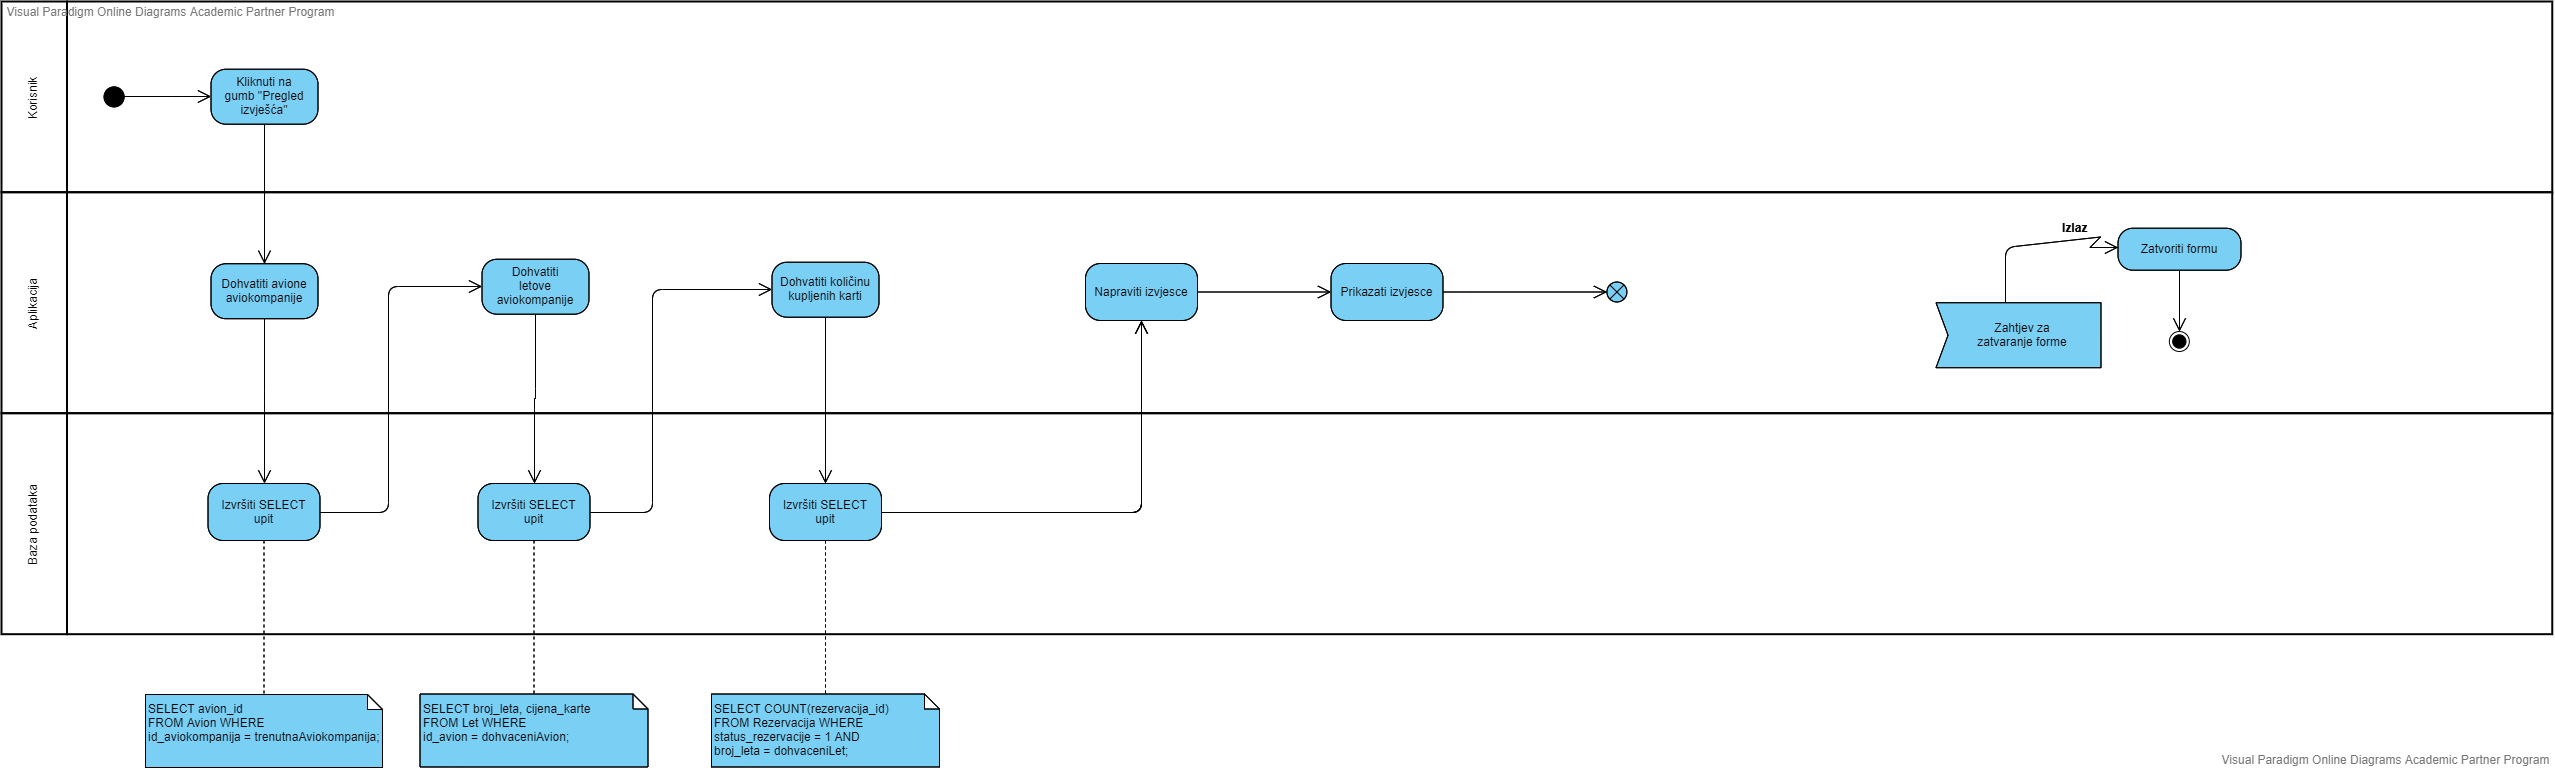 Visual Paradigm Online Diagrams Academic Partner Program
Korisnik
Kliknuti na
gumb "Pregled
izvješća"
Aplikacija
Dohvatiti avione
aviokompanije
Dohvatiti
letove
aviokompanije
Dohvatiti količinu
kupljenih karti
Napraviti izvjesce
Prikazati izvjesce
Izlaz
Zatvoriti formu
Zahtjev za
zatvaranje forme
Baza podataka
Izvršiti SELECT
upit
Izvršiti SELECT
upit
Izvršiti SELECT
upit
SELECT avion_id
FROM Avion WHERE
id_aviokompanija = trenutnaAviokompanija;
SELECT broj_leta, cijena_karte
FROM Let WHERE
id_avion = dohvaceniAvion;
SELECT COUNT(rezervacija_id)
FROM Rezervacija WHERE
status_rezervacije = 1 AND
broj_leta = dohvaceniLet;
Visual Paradigm Online Diagrams Academic Partner Program